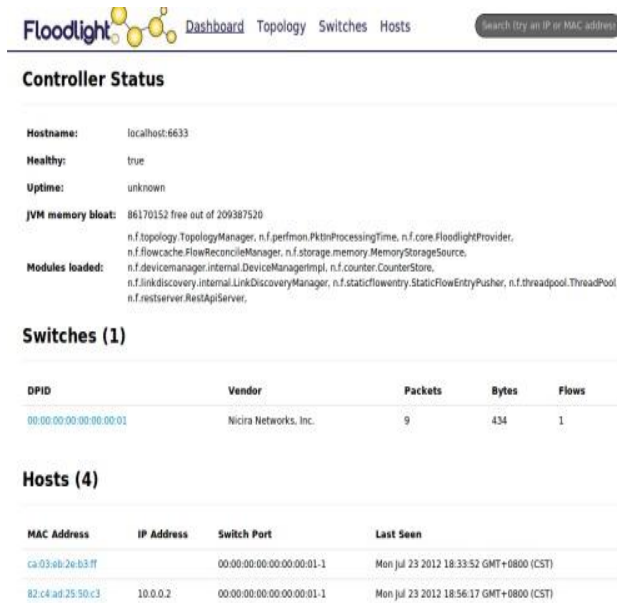 Floodlight Dashboard Topology Switches Hosts Search (try an IP or MAC address
Controller Status
Hostname: localhost:6633
Healthy: true
Uptime: unknown
JVM memory bloat: 86170152 free out of 209387520
Modules loaded: n.f.topology.TopologyManager, n.f.perfmon.PktInProcessingTime, n.f.core.FloodlightProvider,
n.f.flowcache.FlowReconcileManager, n.f.storage.memory.MemoryStorageSource,
n.f.devicemanager.internal.DeviceManagerImpl, n.f.counter.CounterStore,
n.f.linkdiscovery.internal.LinkDiscoveryManager, n.f.staticflowentry.StaticFlowEntryPusher, n.f.threadpool.ThreadPool,
n.f.restserver.RestApiServer,
Switches (1)
DPID Vendor Packets Bytes Flows
00:00:00:00:00:00:00:01 Nicira Networks, Inc. 9 434 1
Hosts (4)
MAC Address IP Address Switch Port Last Seen
ca:03:eb:2e:b3:ff 00:00:00:00:00:00:00:01-1 Mon Jul 23 2012 18:33:52 GMT+0800 (CST)
82:c4:ad:25:50:c3 10.0.0.2 00:00:00:00:00:00:00:01-1 Mon Jul 23 2012 18:56:17 GMT+0800 (CST)